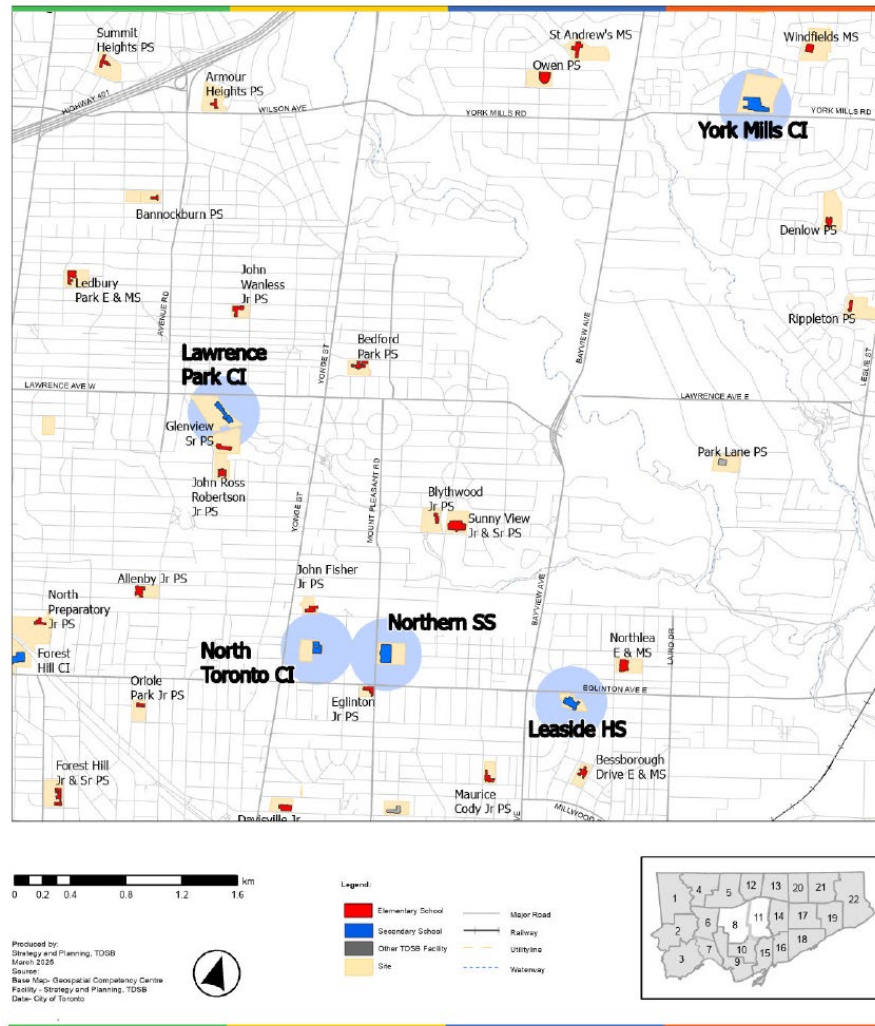 Summit
Heights PS
Armour
Heights PS
HIGHWAY 401
WILSON AVE
St Andrew's MS
Owen PS
Windfields MS
YORK MILLS RD
YORK MILLS RD
York Mills CI
Bannockburn PS
Denlow PS
Ledbury
Park E & MS
John
Wanless
Jr PS
AVENUE RD
YONGE ST
BAYVIEW AVE
Rippleton PS
LESLIE ST
Bedford
Park PS
Lawrence
Park CI
LAWRENCE AVE W
LAWRENCE AVE E
Glenview
Sr PS
John Ross
Robertson
Jr PS
Park Lane PS
YONGE ST
MOUNT PLEASANT RD
Blythwood
Jr PS
Sunny View
Jr & Sr PS
BAYVIEW AVE
Allenby Jr PS
John Fisher
Jr PS
North
Preparatory
Jr PS
Forest
Hill CI
North
Toronto CI
Northern SS
Northlea
E & MS
LAIRD DR
EGLINTON AVE E
Oriole
Park Jr PS
Eglinton
Jr PS
Leaside HS
Forest Hill
Jr & Sr PS
Davisville Jr
Maurice
Cody Jr PS
Bessborough
Drive E & MS
AVE
MILLWOOD
km
0 0.2 0.4 0.8 1.2 1.6
Legend:
Elementary School
Secondary School
Other TDSB Facility
Site
Major Road
Railway
Utilityline
Waterway
Produced by:
Strategy and Planning, TDSB
March 2025
Source:
Base Map- Geospatial Competency Centre
Facility - Strategy and Planning, TDSB
Data- City of Toronto
1 2 3 4 5 6 7 8 9 10 11 12 13 14 15 16 17 18 19 20 21 22